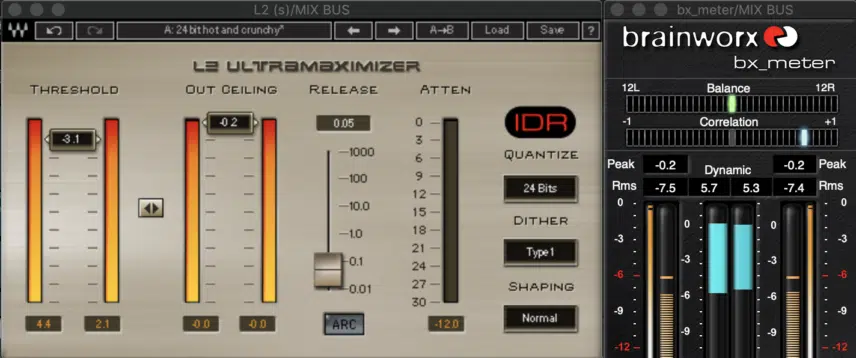 L2 (s)/MIX BUS
A: 24 bit hot and crunchy*
A→B
Load
Save
?
L2 ULTRAMAXIMIZER
THRESHOLD
OUT CEILING
RELEASE
ATTEN
-3.1
-0.2
0.05
1000
100
10.0
1.0
0.1
0.01
0
3
6
9
12
15
18
21
24
27
30
4.4
2.1
-0.0
-0.0
ARC
-12.0
IDR
QUANTIZE
24 Bits
DITHER
Type1
SHAPING
Normal
bx_meter/MIX BUS
brainworx
bx_meter
12L Balance 12R
-1 Correlation +1
Peak -0.2 Dynamic -0.2 Peak
Rms -7.5 5.7 5.3 -7.4 Rms
0 0
-3 0 0 -3
-6 -3 -3 -6
-9 -6 -6 -9
-12 -9 -9 -12